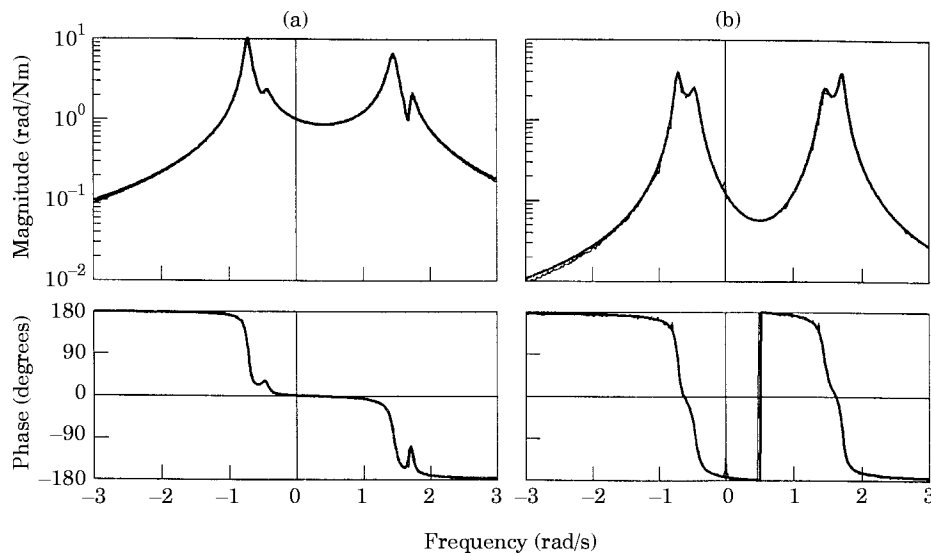 (a)
(b)
Magnitude (rad/Nm)
10¹
10⁰
10⁻¹
10⁻²
Phase (degrees)
180
90
0
−90
−180
−3 −2 −1 0 1 2 3
−3 −2 −1 0 1 2 3
Frequency (rad/s)